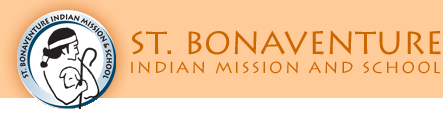 ST. BONAVENTURE INDIAN MISSION & SCHOOL
ST. BONAVENTURE
INDIAN MISSION AND SCHOOL